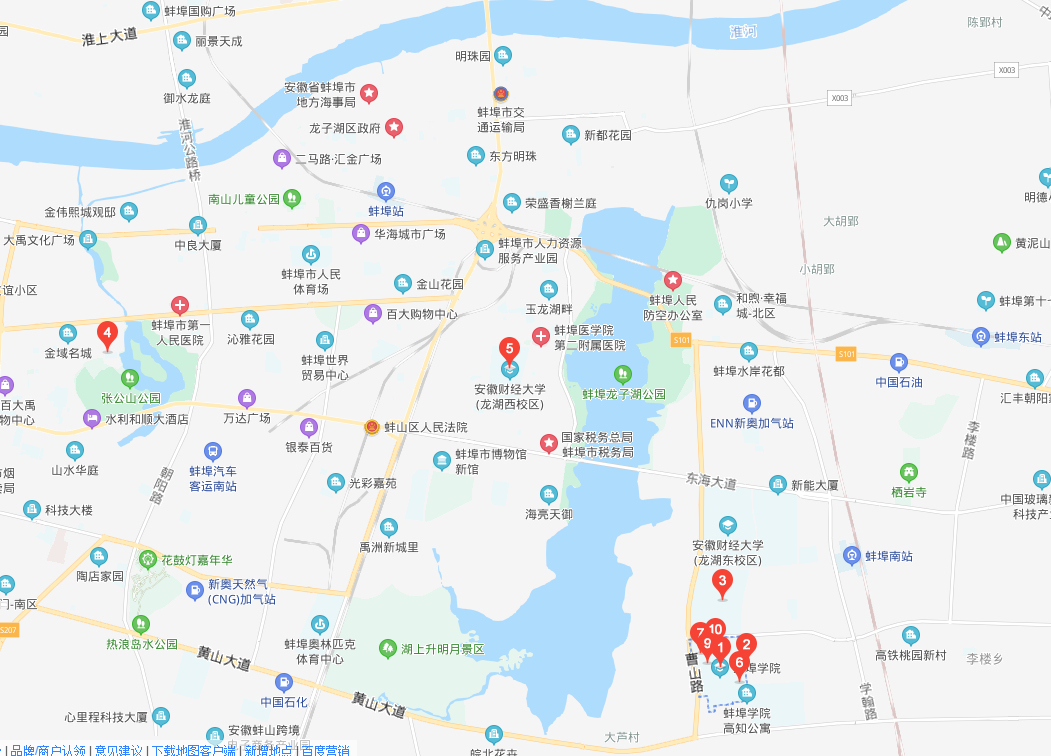 蚌埠国购广场
园
淮上大道
丽景天成
淮河
陈郢村
明珠园
X003
御水龙庭
安徽省蚌埠市
地方海事局
X003
蚌埠市交
通运输局
龙子湖区政府
新都花园
淮河公路桥
二马路·汇金广场
东方明珠
仇岗小学
明德小
南山儿童公园
蚌埠站
荣盛香榭兰庭
金伟熙城观邸
大胡郢
大禹文化广场
中良大厦
华海城市广场
蚌埠市人力资源
服务产业园
黄泥山
小胡郢
谊小区
蚌埠市人民
体育场
金山花园
玉龙湖畔
蚌埠人民
防空办公室
和煦·幸福
城-北区
蚌埠第十一
蚌埠市第一
人民医院
沁雅花园
百大购物中心
4
金域名城
蚌埠世界
贸易中心
5
蚌埠医学院
第二附属医院
S101
S101
蚌埠东站
蚌埠水岸花都
中国石油
张公山公园
安徽财经大学
(龙湖西校区)
蚌埠龙子湖公园
汇丰朝阳
百大禹
物中心
水利和顺大酒店
万达广场
ENN新奥加气站
银泰百货
蚌山区人民法院
国家税务总局
蚌埠市税务局
李楼路
山水华庭
蚌埠汽车
客运南站
蚌埠市博物馆
新馆
烟
局
朝阳路
光彩嘉苑
东海大道
新能大厦
栖岩寺
中国玻璃
科技产
科技大楼
海亮天御
禹洲新城里
安徽财经大学
(龙湖东校区)
花鼓灯嘉年华
陶店家园
蚌埠南站
新奥天然气
(CNG)加气站
3
门-南区
S207
热浪岛水公园
蚌埠奥林匹克
体育中心
湖上升明月景区
7
10
9
1
2
6
埠学院
高铁桃园新村
李楼乡
黄山大道
曹山路
中国石化
黄山大道
学翰路
蚌埠学院
高知公寓
心里程科技大厦
安徽蚌山跨境
电子商务产业园
大芦村
皖北花卉
品牌/商户认领 | 意见建议 | 下载地图客户端 | 新增地点 | 百度营销